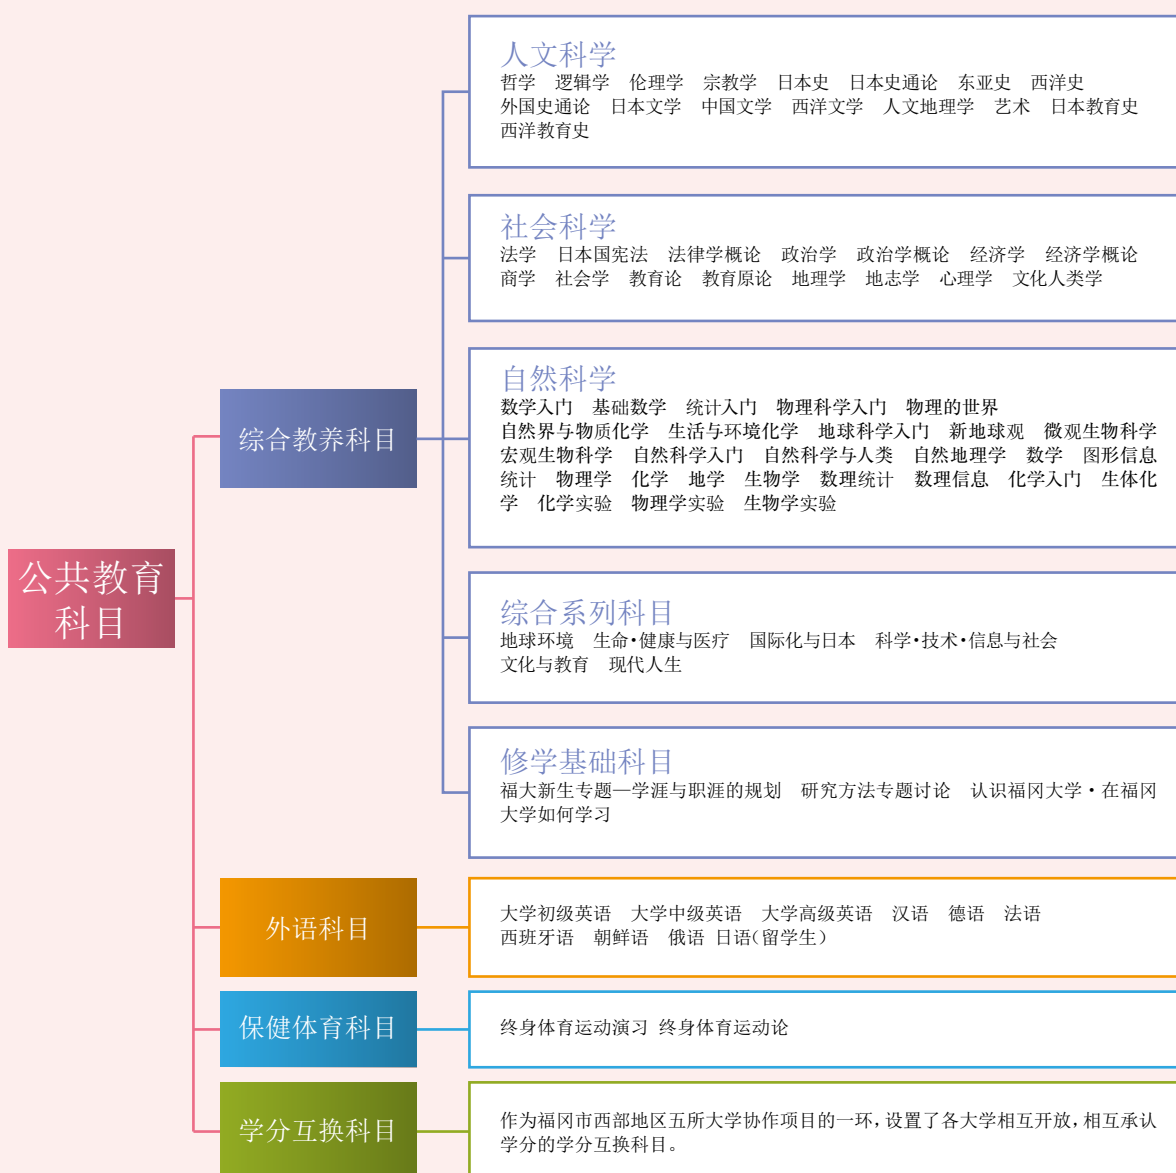 公共教育
科目
综合教养科目
人文科学
哲学 逻辑学 伦理学 宗教学 日本史 日本史通论 东亚史 西洋史
外国史通论 日本文学 中国文学 西洋文学 人文地理学 艺术 日本教育史
西洋教育史
社会科学
法学 日本国宪法 法律学概论 政治学 政治学概论 经济学 经济学概论
商学 社会学 教育论 教育原论 地理学 地志学 心理学 文化人类学
自然科学
数学入门 基础数学 统计入门 物理科学入门 物理的世界
自然界与物质化学 生活与环境化学 地球科学入门 新地球观 微观生物科学
宏观生物科学 自然科学入门 自然科学与人类 自然地理学 数学 图形信息
统计 物理学 化学 地学 生物学 数理统计 数理信息 化学入门 生体化
学 化学实验 物理学实验 生物学实验
综合系列科目
地球环境 生命·健康与医疗 国际化与日本 科学·技术·信息与社会
文化与教育 现代人生
修学基础科目
福大新生专题—学涯与职涯的规划 研究方法专题讨论 认识福冈大学·在福冈
大学如何学习
外语科目
大学初级英语 大学中级英语 大学高级英语 汉语 德语 法语
西班牙语 朝鲜语 俄语 日语(留学生)
保健体育科目
终身体育运动演习 终身体育运动论
学分互换科目
作为福冈市西部地区五所大学协作项目的一环,设置了各大学相互开放,相互承认
学分的学分互换科目。